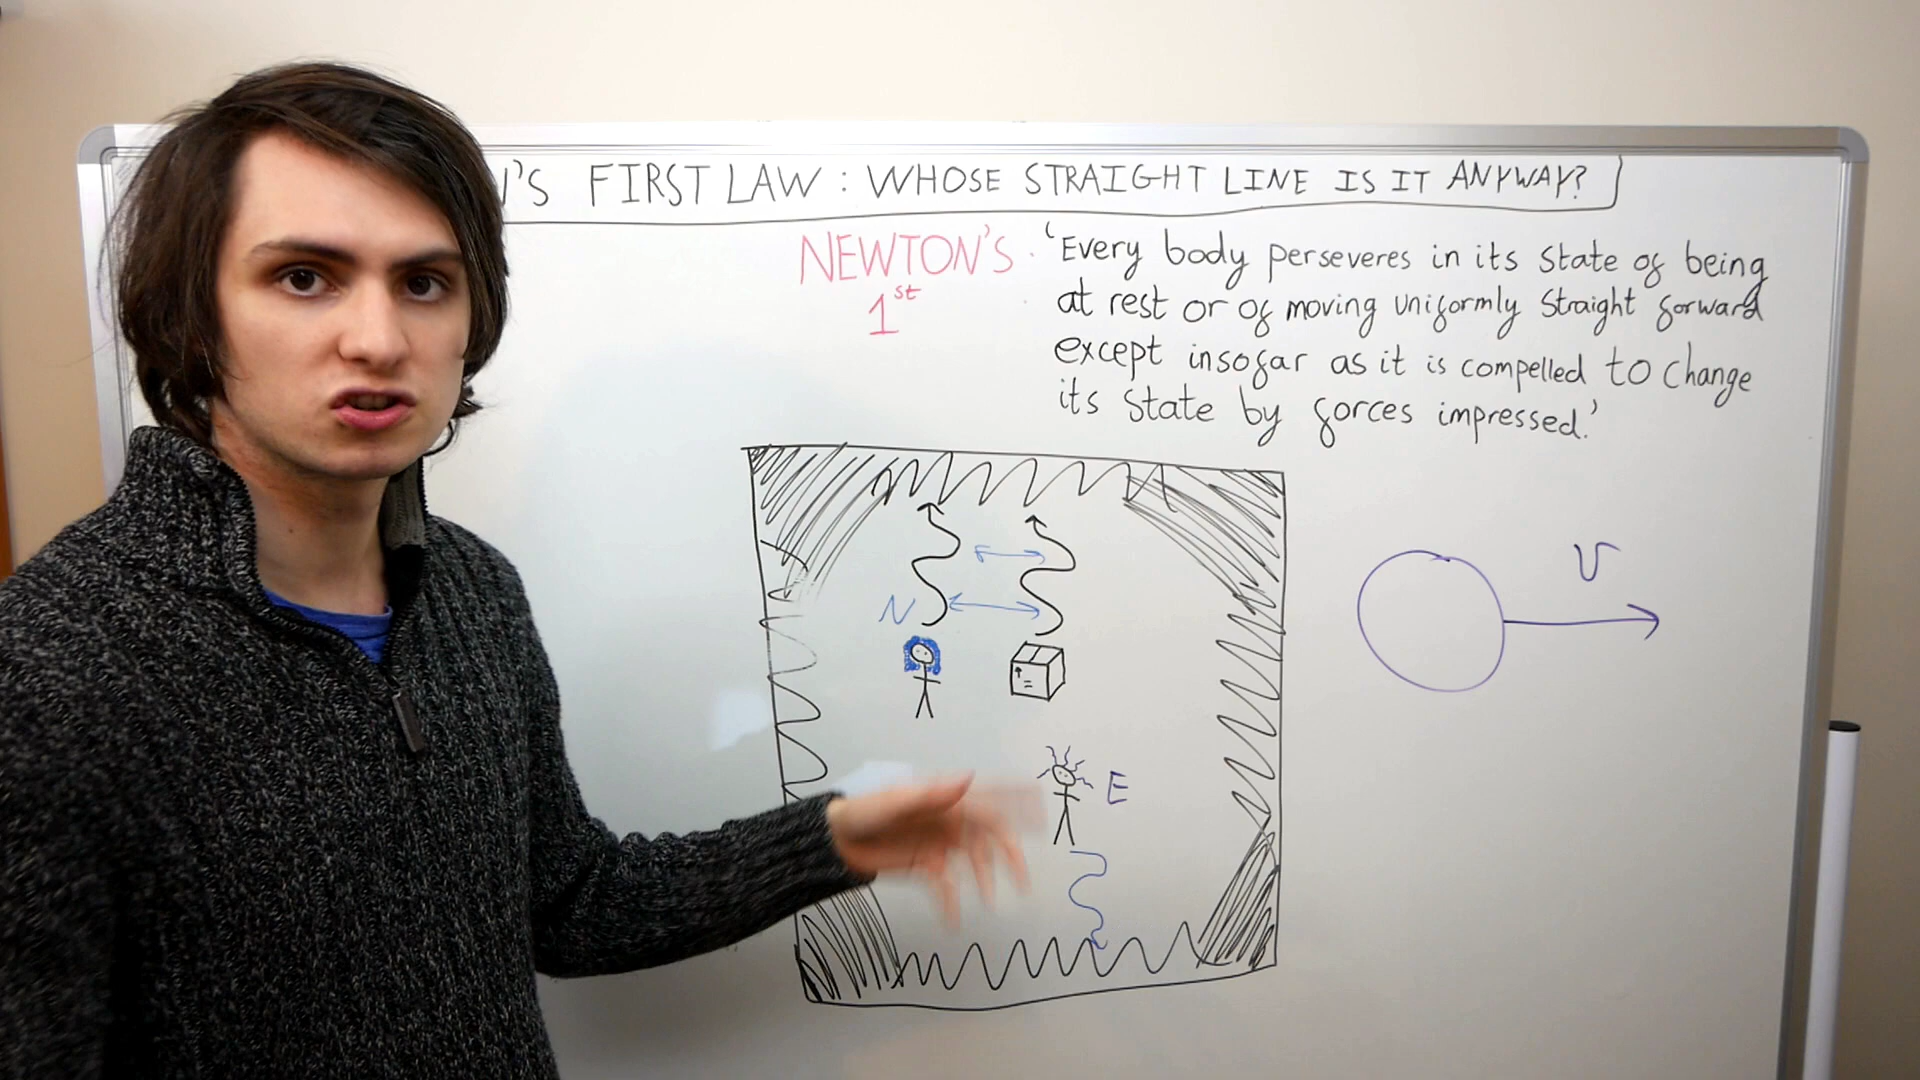 'S FIRST LAW : WHOSE STRAIGHT LINE IS IT ANYWAY?
NEWTON'S
1st
'Every body perseveres in its state of being
at rest or of moving uniformly straight forward
except insofar as it is compelled to change
its state by forces impressed.'
N
E
v